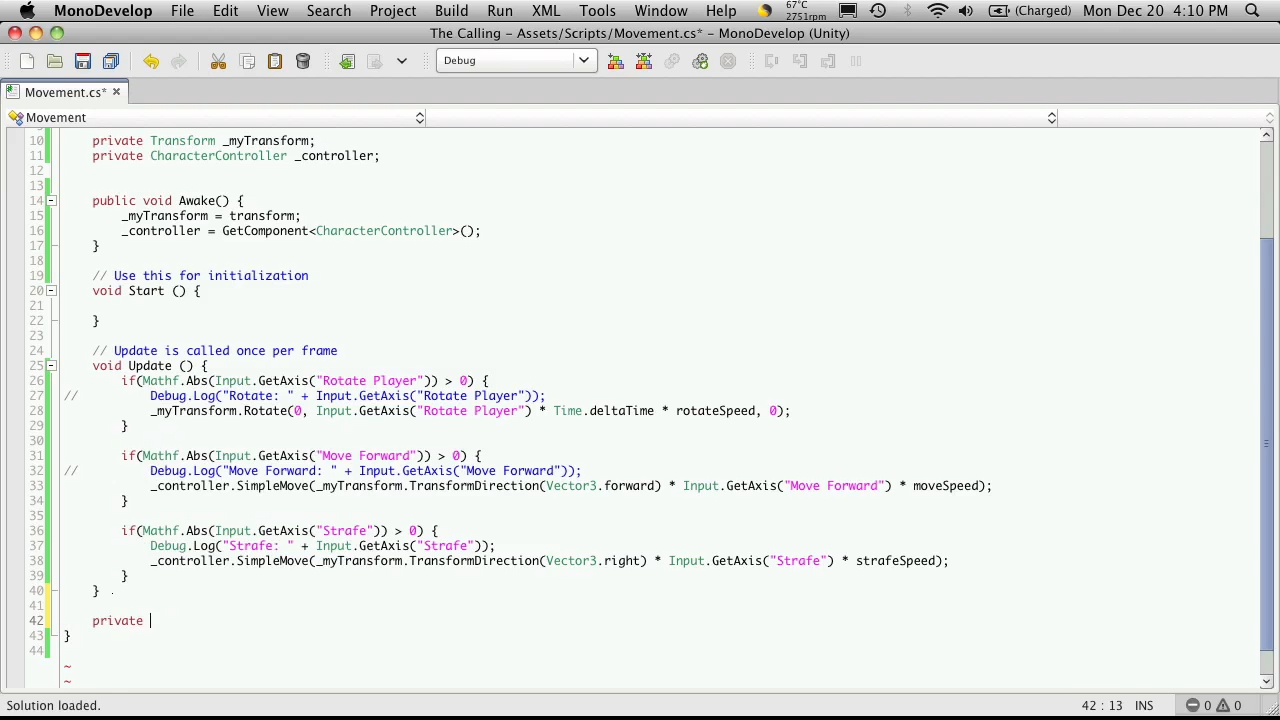 MonoDevelop File Edit View Search Project Build Run XML Tools Window Help 67°C 2751rpm (Charged) Mon Dec 20 4:10 PM
The Calling - Assets/Scripts/Movement.cs* - MonoDevelop (Unity)
Debug
Movement.cs*
Movement
10 private Transform _myTransform;
11 private CharacterController _controller;
12
13
14 public void Awake() {
15 _myTransform = transform;
16 _controller = GetComponent<CharacterController>();
17 }
18
19 // Use this for initialization
20 void Start () {
21
22 }
23
24 // Update is called once per frame
25 void Update () {
26 if(Mathf.Abs(Input.GetAxis("Rotate Player")) > 0) {
27 // Debug.Log("Rotate: " + Input.GetAxis("Rotate Player"));
28 _myTransform.Rotate(0, Input.GetAxis("Rotate Player") * Time.deltaTime * rotateSpeed, 0);
29 }
30
31 if(Mathf.Abs(Input.GetAxis("Move Forward")) > 0) {
32 // Debug.Log("Move Forward: " + Input.GetAxis("Move Forward"));
33 _controller.SimpleMove(_myTransform.TransformDirection(Vector3.forward) * Input.GetAxis("Move Forward") * moveSpeed);
34 }
35
36 if(Mathf.Abs(Input.GetAxis("Strafe")) > 0) {
37 Debug.Log("Strafe: " + Input.GetAxis("Strafe"));
38 _controller.SimpleMove(_myTransform.TransformDirection(Vector3.right) * Input.GetAxis("Strafe") * strafeSpeed);
39 }
40 }
41
42 private
43 }
44
~
~
Solution loaded. 42 : 13 INS 0 0